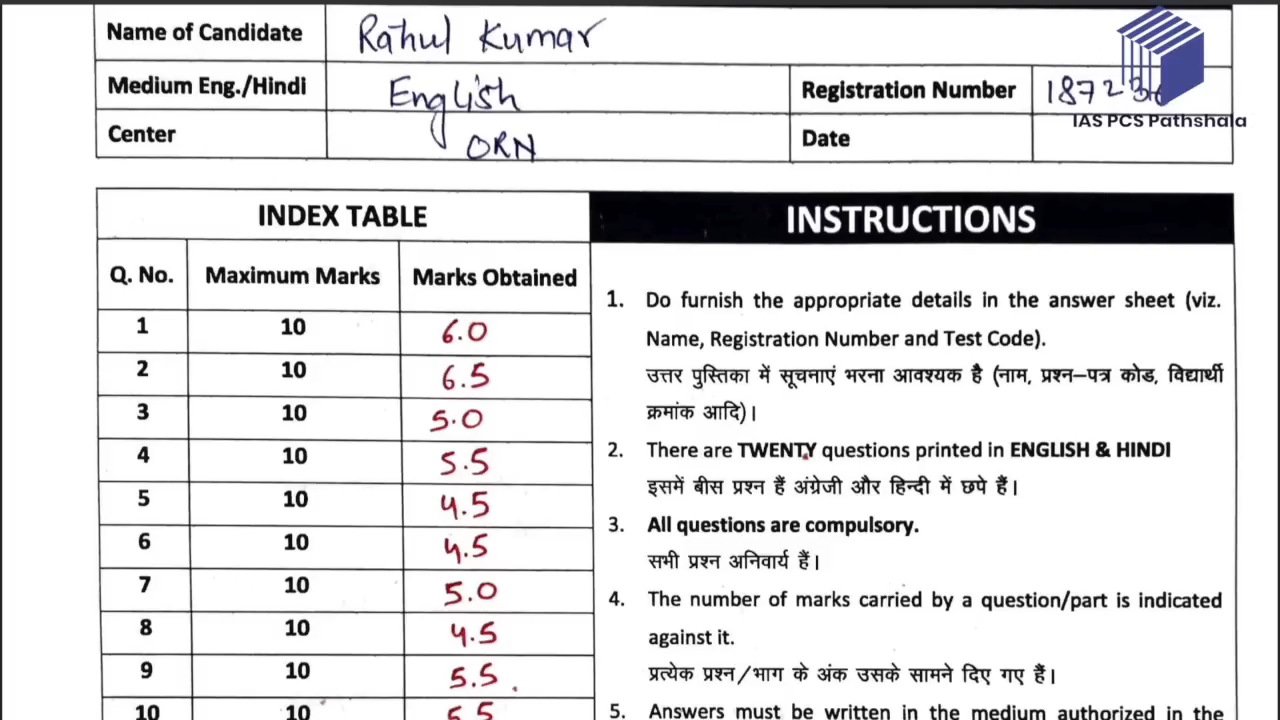 Name of Candidate Rahul Kumar
Medium Eng./Hindi English Registration Number
IAS PCS Pathshala
Center ORN Date
INDEX TABLE
Q. No. Maximum Marks Marks Obtained
1 10 6.0
2 10 6.5
3 10 5.0
4 10 5.5
5 10 4.5
6 10 4.5
7 10 5.0
8 10 4.5
9 10 5.5
10 10 5.5
INSTRUCTIONS
1. Do furnish the appropriate details in the answer sheet (viz.
Name, Registration Number and Test Code).
उत्तर पुस्तिका में सूचनाएं भरना आवश्यक है (नाम, प्रश्न–पत्र कोड, विद्यार्थी
क्रमांक आदि)।
2. There are TWENTY questions printed in ENGLISH & HINDI
इसमें बीस प्रश्न हैं अंग्रेजी और हिन्दी में छपे हैं।
3. All questions are compulsory.
सभी प्रश्न अनिवार्य हैं।
4. The number of marks carried by a question/part is indicated
against it.
प्रत्येक प्रश्न/भाग के अंक उसके सामने दिए गए हैं।
5. Answers must be written in the medium authorized in the